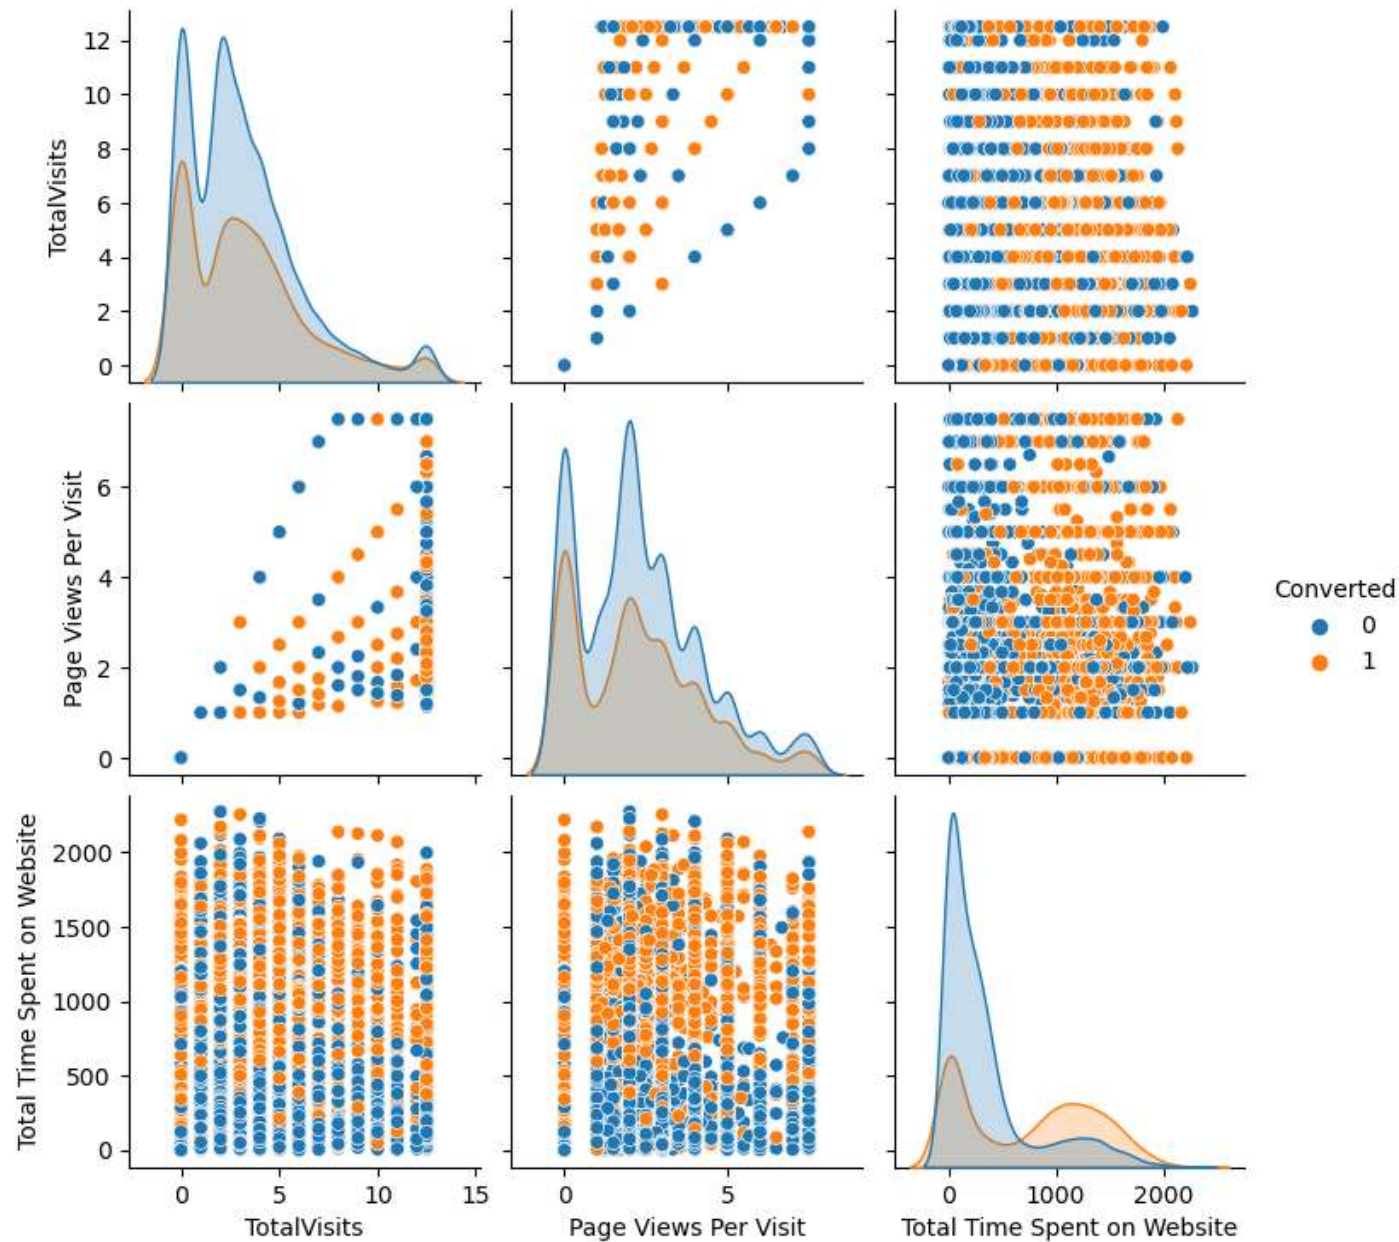 12
10
8
6
4
2
0
TotalVisits
6
4
2
0
Page Views Per Visit
Converted
0
1
2000
1500
1000
500
0
Total Time Spent on Website
0 5 10 15
TotalVisits
0 5
Page Views Per Visit
0 1000 2000
Total Time Spent on Website